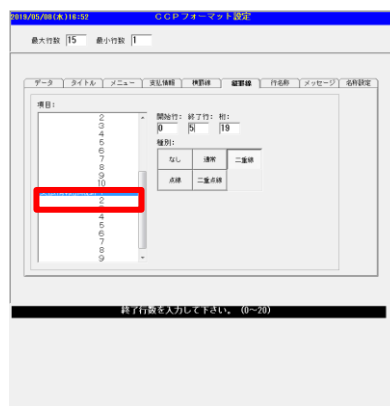 2019/05/08(水)16:52 CCPフォーマット設定
最大行数 15 最小行数 1
データ タイトル メニュー 支払情報 横罫線 縦罫線 行名称 メッセージ 名称設定
項目:
開始行: 終了行: 桁:
0 5 19
種別:
なし 通常 二重線
点線 二重点線
2
3
4
5
6
7
8
9
10
2
3
4
5
6
7
8
9
終了行数を入力して下さい。 (0~20)